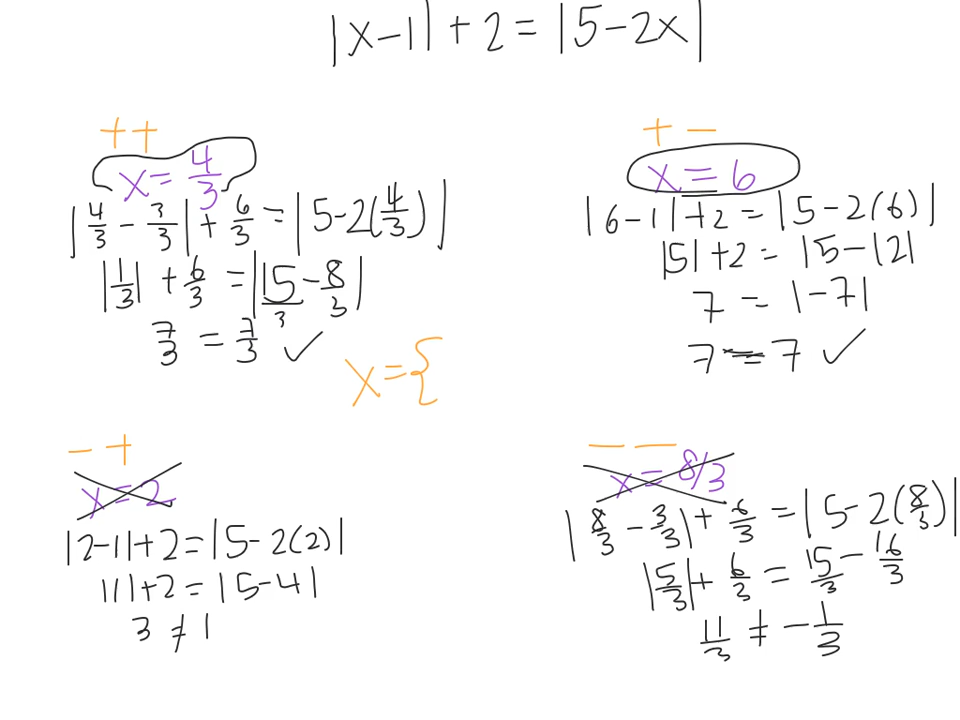 |x-1| + 2 = |5-2x|
++
x = 4/3
|4/3 - 3/3| + 6/3 = |5-2(4/3)|
|1/3| + 6/3 = |15/3 - 8/3|
7/3 = 7/3 ✓
+ -
x = 6
|6-1| + 2 = |5-2(6)|
|5| + 2 = |5-12|
7 = |-7|
7 = 7 ✓
x = {
- +
x = 2
|2-1| + 2 = |5-2(2)|
|1| + 2 = |5-4|
3 ≠ 1
- -
x = 8/3
|8/3 - 3/3| + 6/3 = |5-2(8/3)|
|5/3| + 6/3 = 15/3 - 16/3
11/3 ≠ -1/3